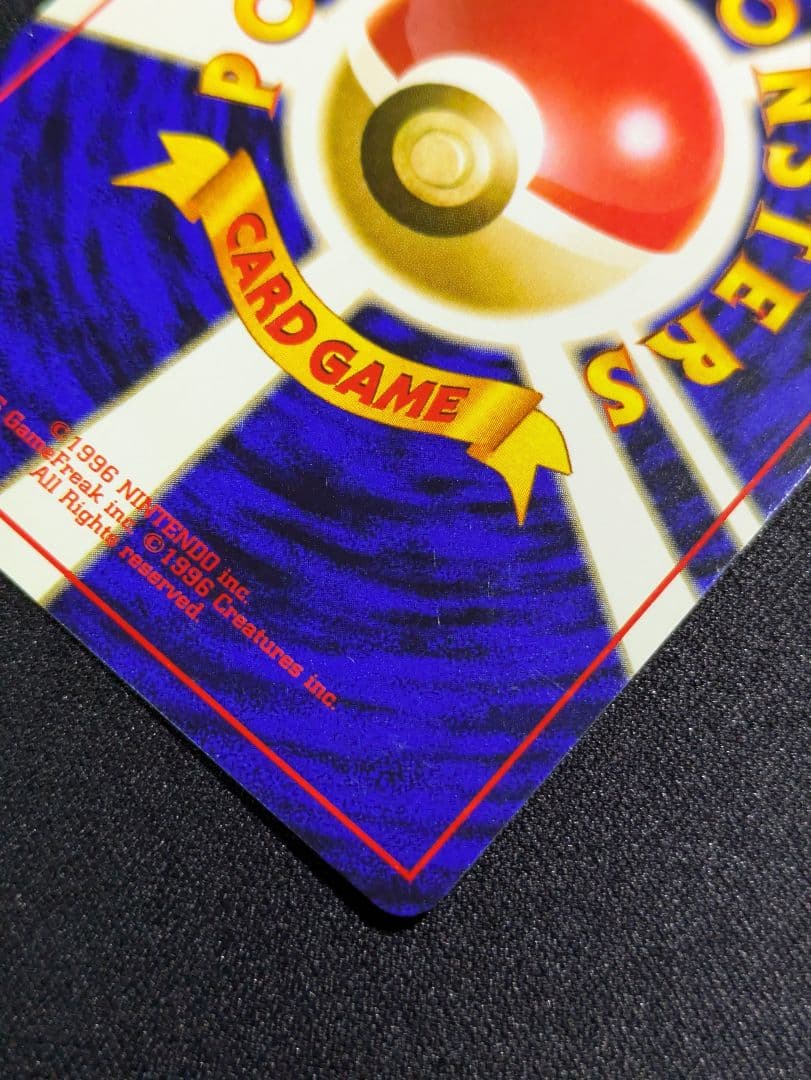 PO
ONSTERS
CARD GAME
©1996 NINTENDO inc.
GameFreak inc. ©1996 Creatures inc.
All Rights reserved.